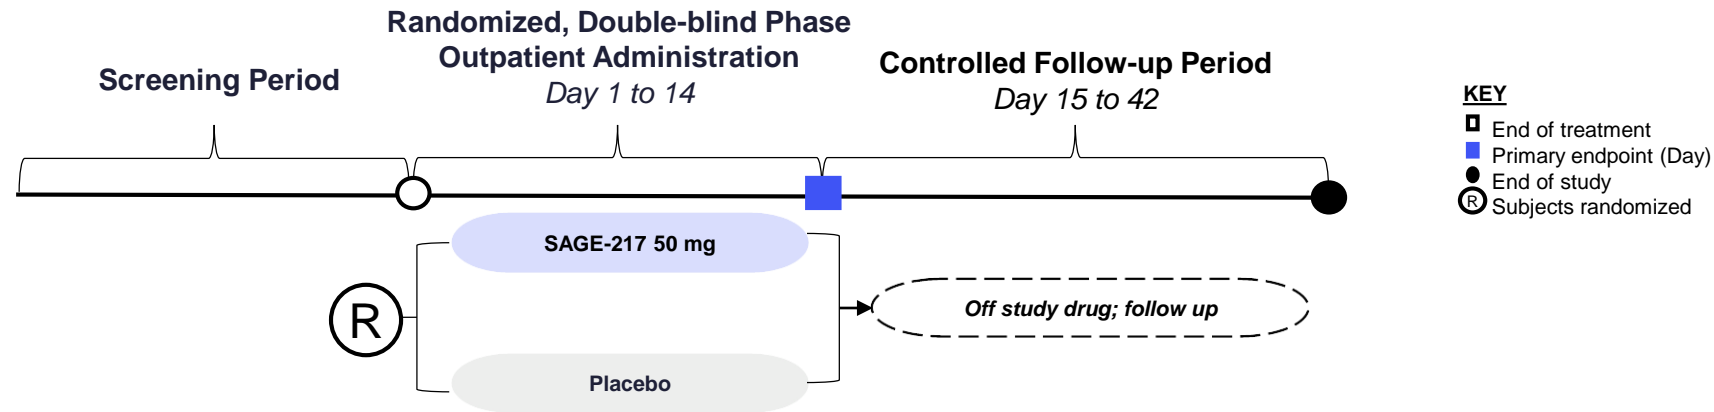 Screening Period
Randomized, Double-blind Phase
Outpatient Administration
Day 1 to 14
Controlled Follow-up Period
Day 15 to 42
KEY
End of treatment
Primary endpoint (Day)
End of study
R Subjects randomized
SAGE-217 50 mg
R
Off study drug; follow up
Placebo